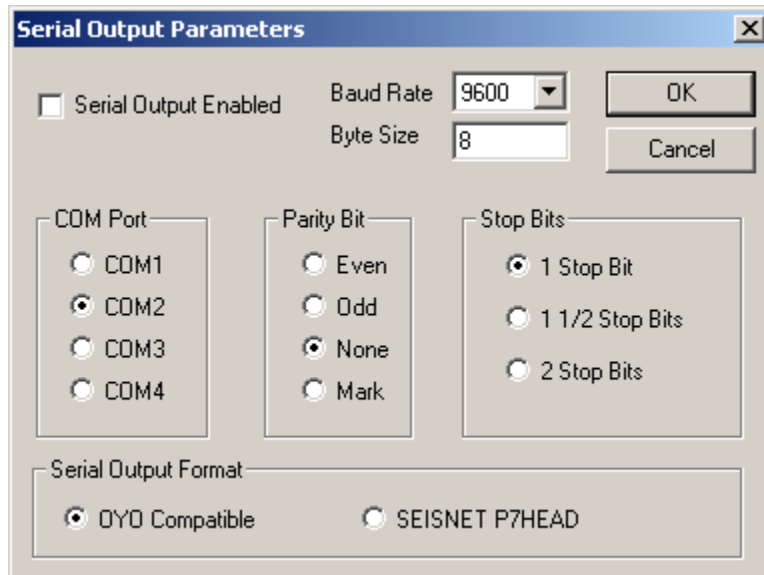 Serial Output Parameters
Serial Output Enabled
Baud Rate 9600
Byte Size 8
OK
Cancel
COM Port
COM1
COM2
COM3
COM4
Parity Bit
Even
Odd
None
Mark
Stop Bits
1 Stop Bit
1 1/2 Stop Bits
2 Stop Bits
Serial Output Format
OYO Compatible
SEISNET P7HEAD